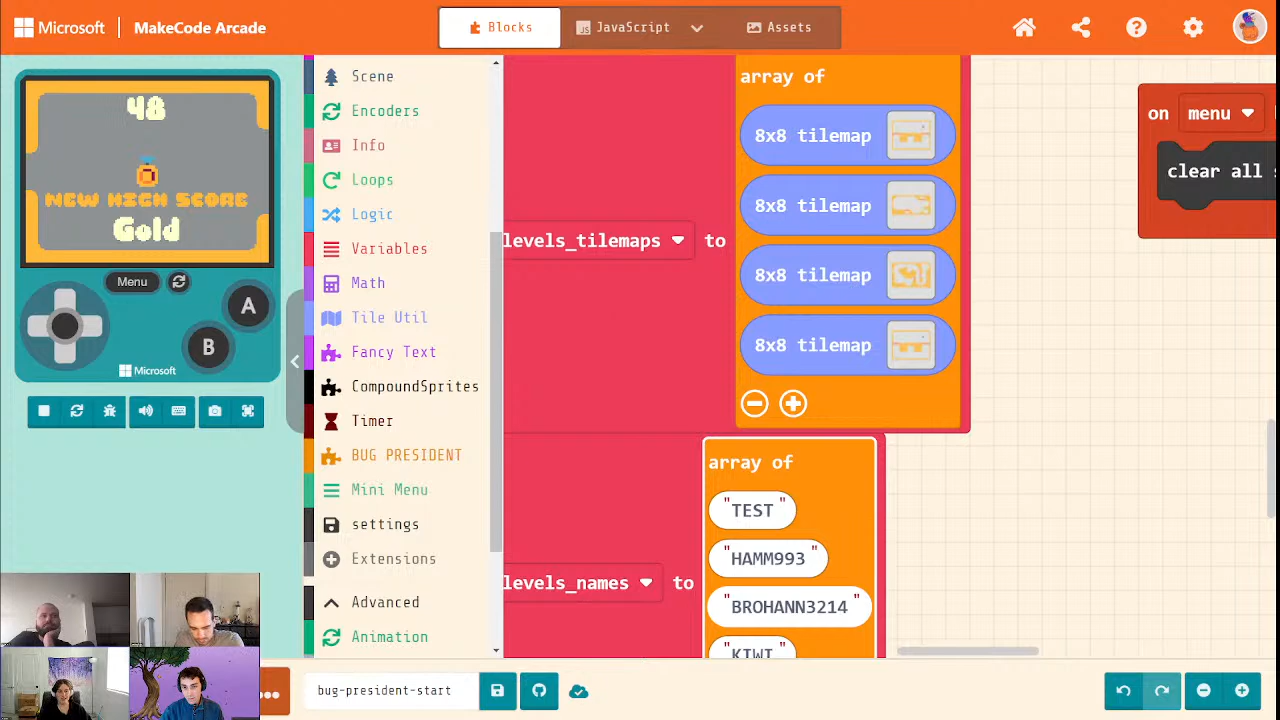 Microsoft | MakeCode Arcade
Blocks
JavaScript
Assets
48
NEW HIGH SCORE
Gold
Menu
A
B
Microsoft
Scene
Encoders
Info
Loops
Logic
Variables
Math
Tile Util
Fancy Text
CompoundSprites
Timer
BUG PRESIDENT
Mini Menu
settings
Extensions
Advanced
Animation
levels_tilemaps to
array of
8x8 tilemap
8x8 tilemap
8x8 tilemap
8x8 tilemap
levels_names to
array of
"TEST"
"HAMM993"
"BROHANN3214"
"KIWI
on menu
clear all
bug-president-start